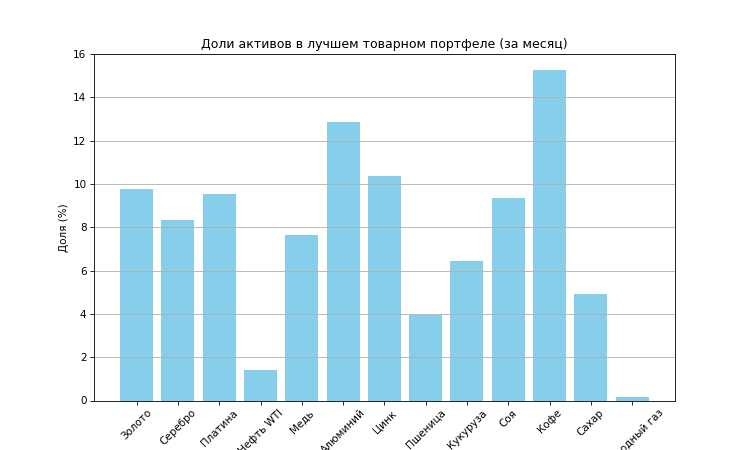 Доли активов в лучшем товарном портфеле (за месяц)
16
14
12
10
8
6
4
2
0
Доля (%)
Золото
Серебро
Платина
Нефть WTI
Медь
Алюминий
Цинк
Пшеница
Кукуруза
Соя
Кофе
Сахар
газ